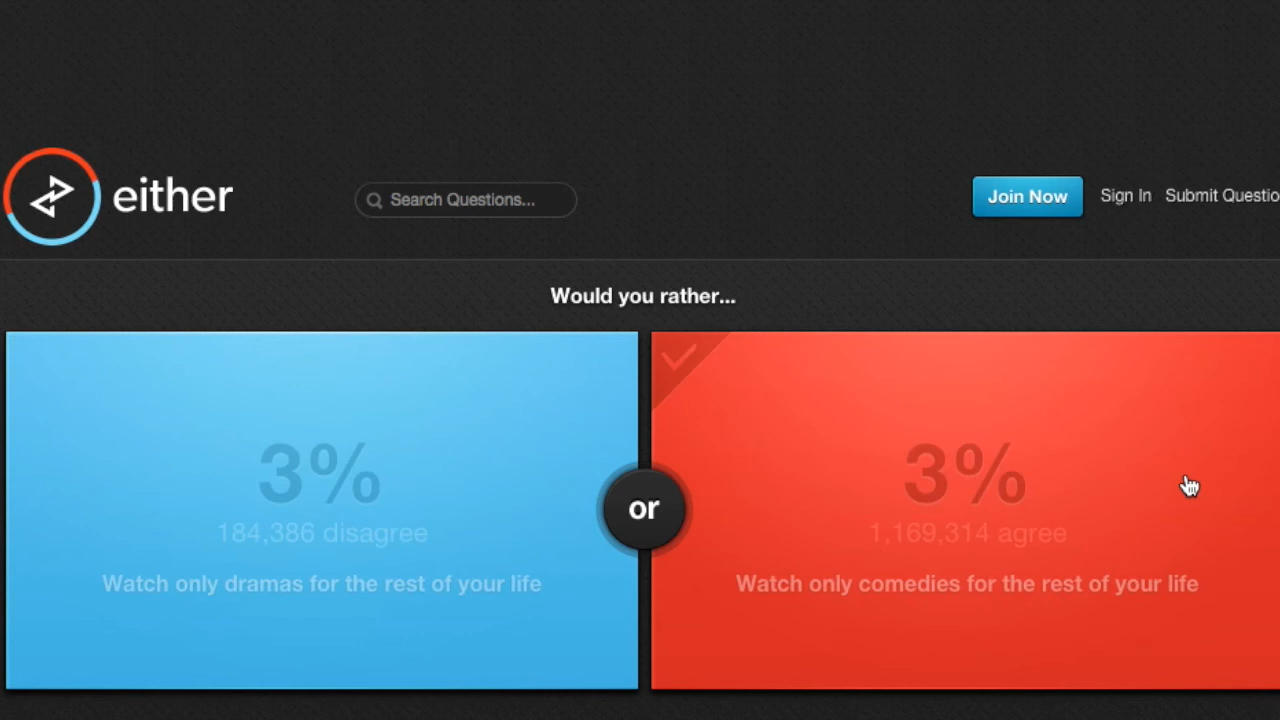 either
Search Questions...
Join Now
Sign In
Submit Questio
Would you rather...
3%
184,386 disagree
Watch only dramas for the rest of your life
or
3%
1,169,314 agree
Watch only comedies for the rest of your life